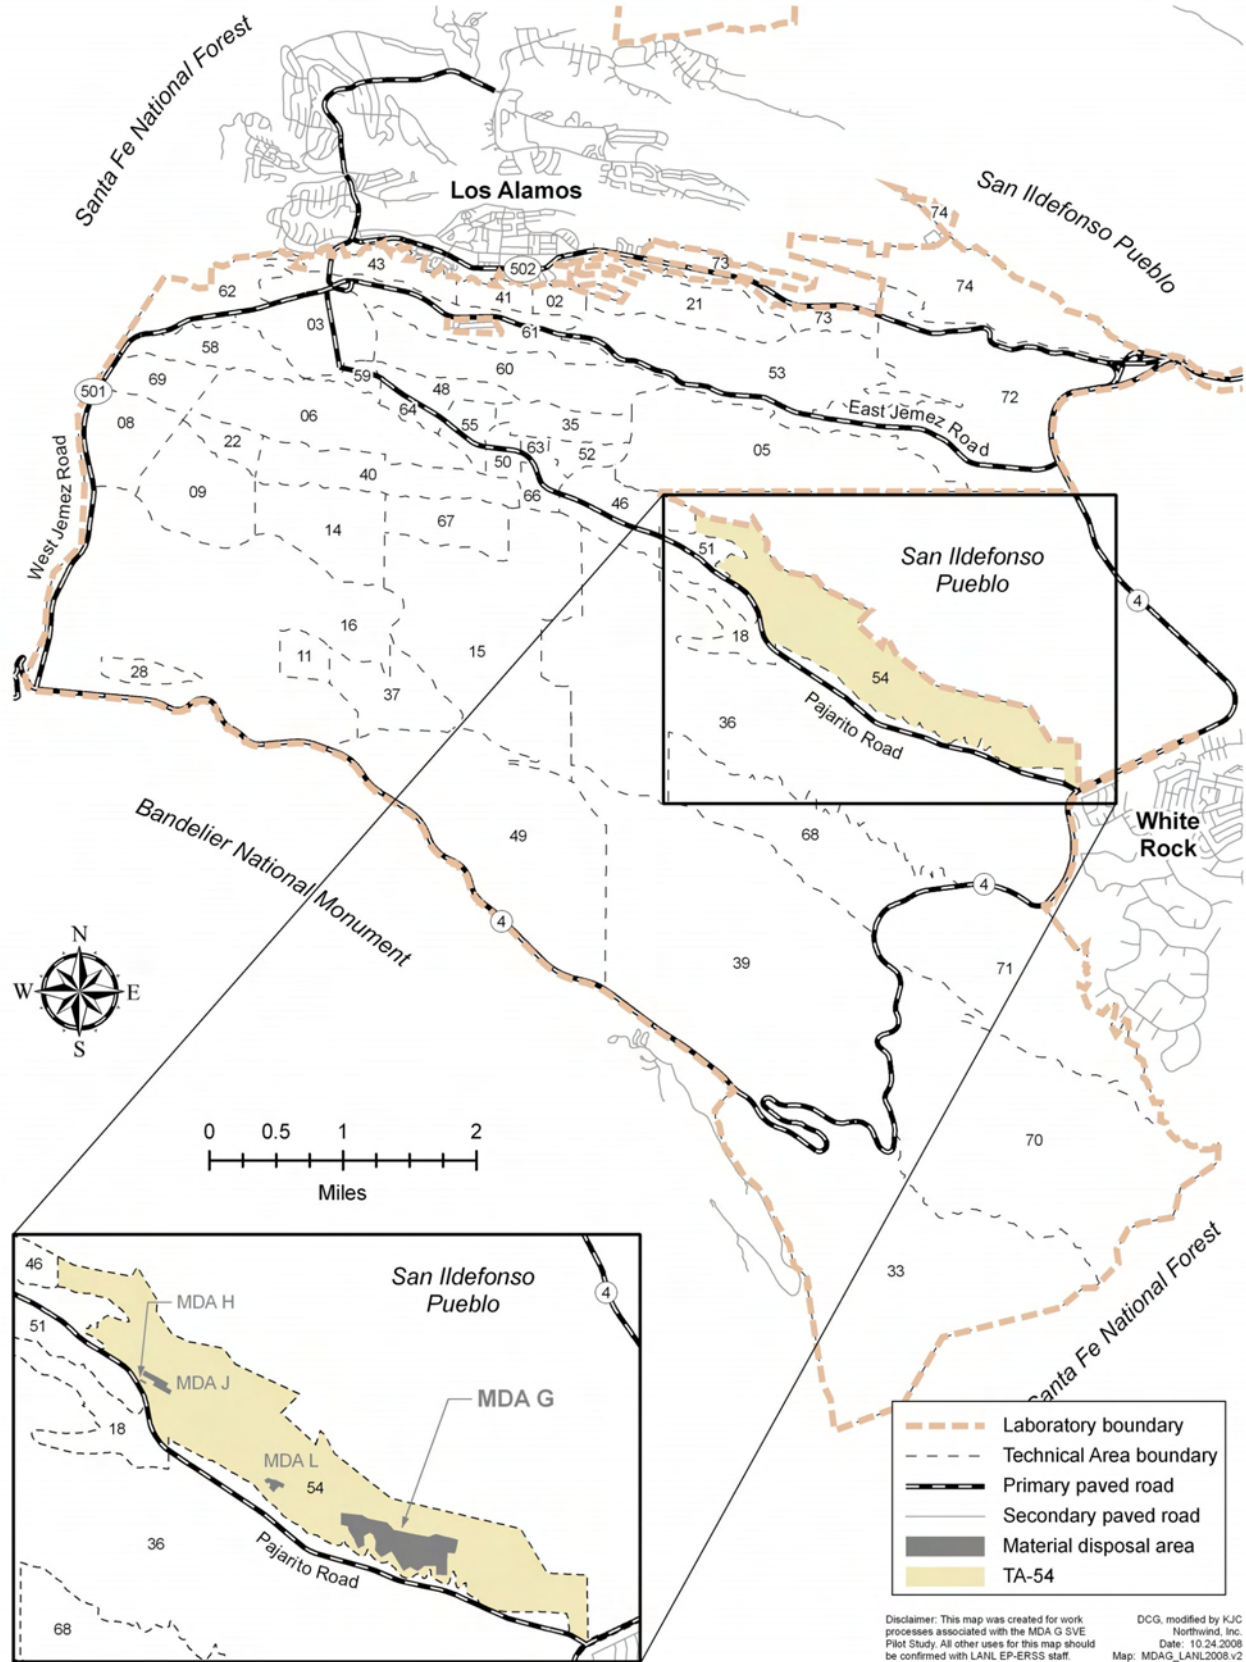 Santa Fe National Forest
Los Alamos
San Ildefonso Pueblo
74
502
43
73
62
41
02
21
74
73
03
61
58
60
53
59
69
48
501
72
08
06
64
55
35
East Jemez Road
22
63
05
50
52
40
09
66
46
West Jemez Road
14
67
51
San Ildefonso
Pueblo
4
16
18
11
15
28
54
37
36
Pajarito Road
Bandelier National Monument
49
68
White
Rock
4
4
N
W
E
S
39
71
0 0.5 1 2
Miles
70
33
Santa Fe National Forest
46
San Ildefonso
Pueblo
4
MDA H
51
MDA J
MDA G
18
MDA L
54
36
Pajarito Road
68
Laboratory boundary
Technical Area boundary
Primary paved road
Secondary paved road
Material disposal area
TA-54
Disclaimer: This map was created for work
processes associated with the MDA G SVE
Pilot Study. All other uses for this map should
be confirmed with LANL EP-ERSS staff.
DCG, modified by KJC
Northwind, Inc.
Date: 10.24.2008
Map: MDAG_LANL2008.v2